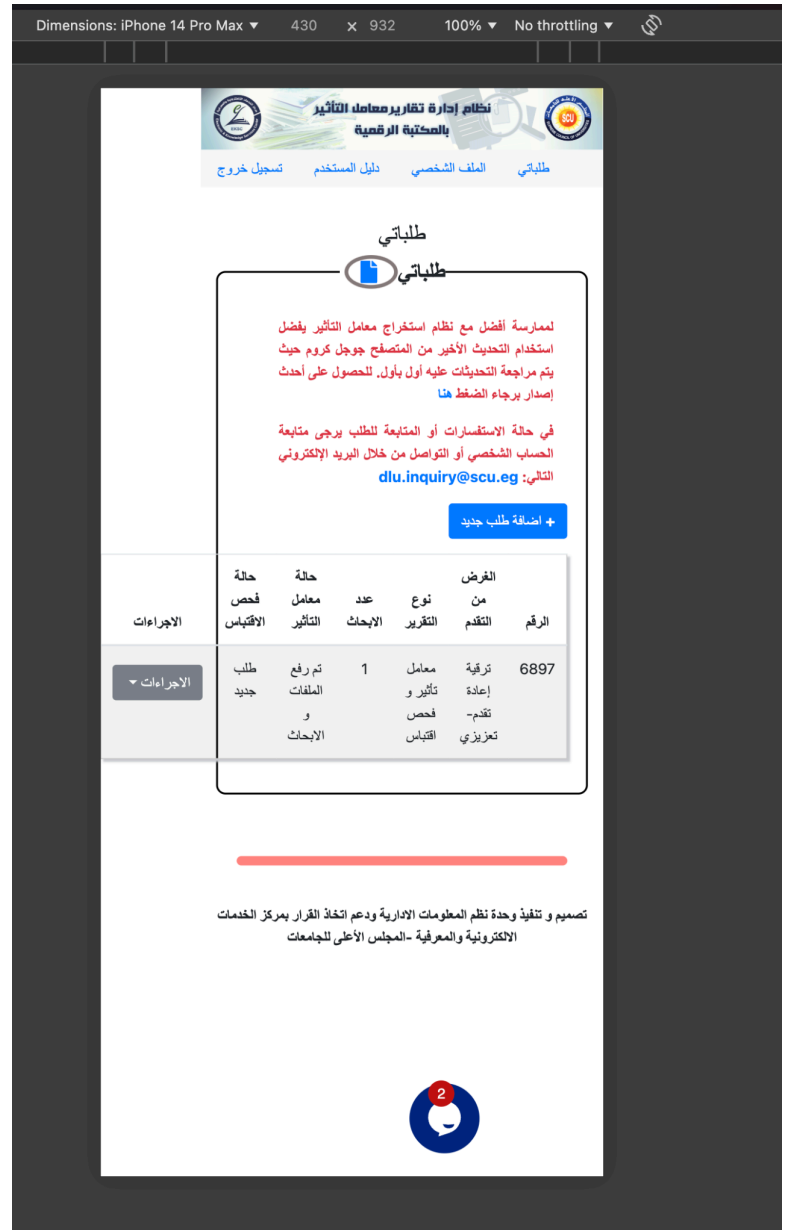 Dimensions: iPhone 14 Pro Max ▼ 430 × 932 100% ▼ No throttling ▼
نظام إدارة تقارير معامل التأثير
بالمكتبة الرقمية
SCU
طلباتي الملف الشخصي دليل المستخدم تسجيل خروج
طلباتي
طلباتي
لممارسة أفضل مع نظام استخراج معامل التأثير يفضل
استخدام التحديث الأخير من المتصفح جوجل كروم حيث
يتم مراجعة التحديثات عليه أول بأول. للحصول على أحدث
إصدار برجاء الضغط هنا
في حالة الاستفسارات أو المتابعة للطلب يرجى متابعة
الحساب الشخصي أو التواصل من خلال البريد الإلكتروني
التالي: dlu.inquiry@scu.eg
+ اضافة طلب جديد
الرقم
الغرض
من
التقدم
نوع
التقرير
عدد
الابحاث
حالة
معامل
التأثير
حالة
فحص
الاقتباس
الاجراءات
6897
ترقية
إعادة
تقدم-
تعزيزي
معامل
تأثير و
فحص
اقتباس
1
تم رفع
الملفات
و
الابحاث
طلب
جديد
الاجراءات
تصميم و تنفيذ وحدة نظم المعلومات الادارية ودعم اتخاذ القرار بمركز الخدمات
الالكترونية والمعرفية -المجلس الأعلى للجامعات
2